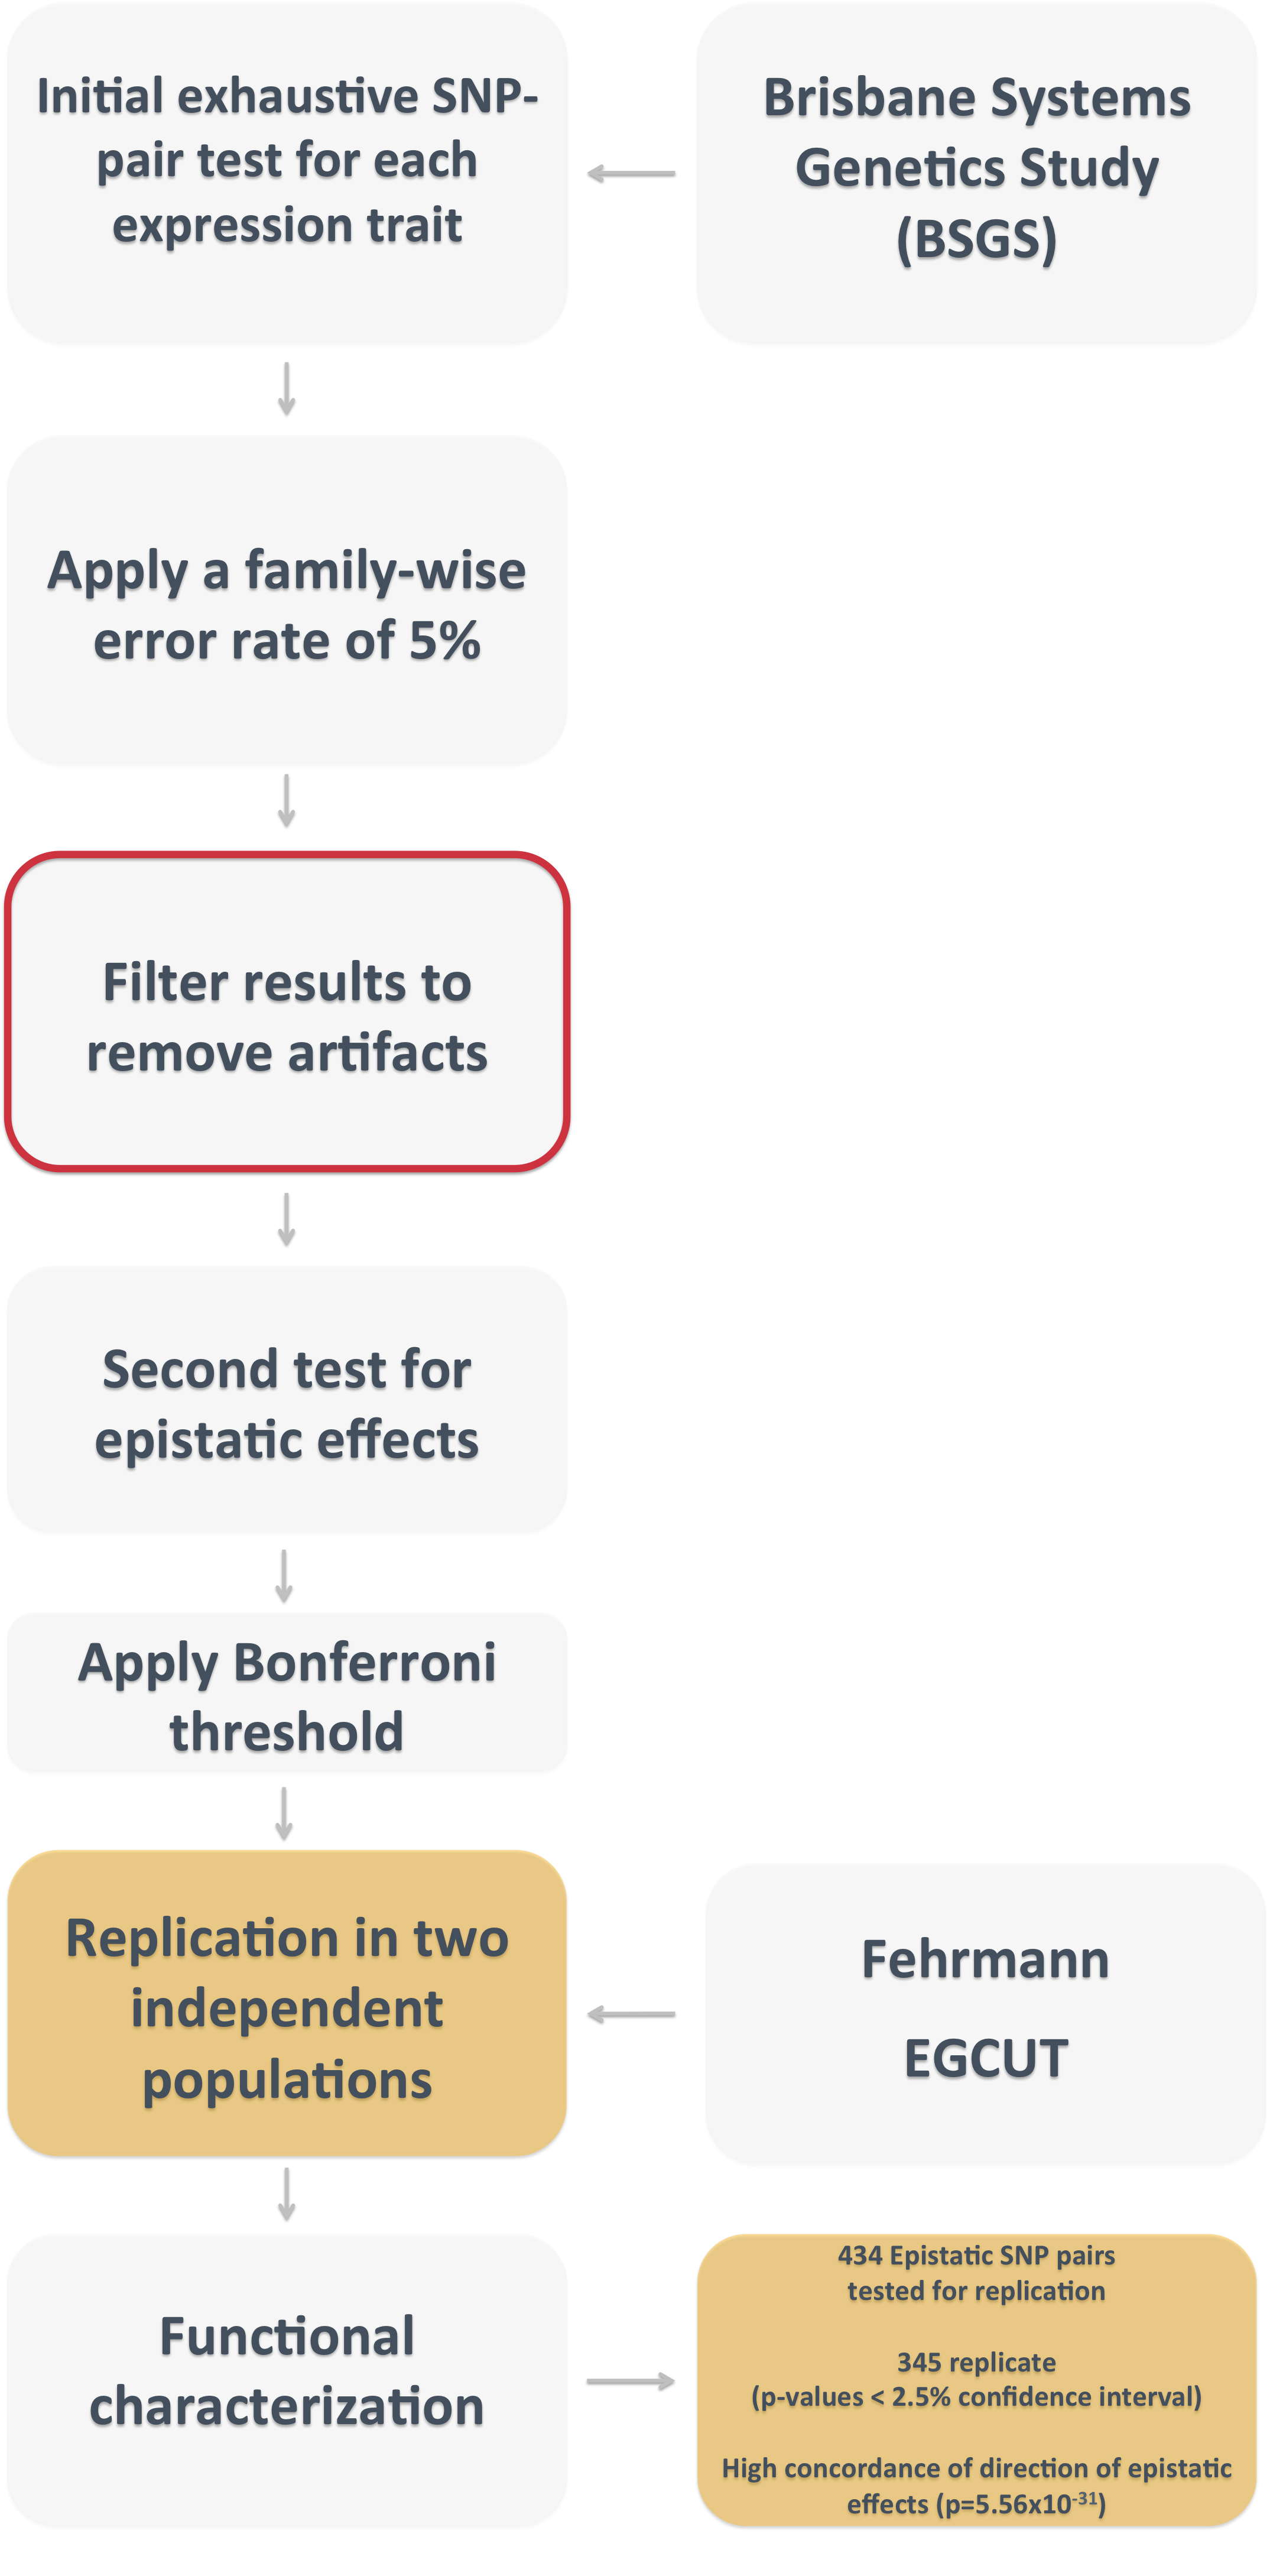 Initial exhaustive SNP-
pair test for each
expression trait
Brisbane Systems
Genetics Study
(BSGS)
Apply a family-wise
error rate of 5%
Filter results to
remove artifacts
Second test for
epistatic effects
Apply Bonferroni
threshold
Replication in two
independent
populations
Fehrmann
EGCUT
Functional
characterization
434 Epistatic SNP pairs
tested for replication
345 replicate
(p-values < 2.5% confidence interval)
High concordance of direction of epistatic
effects (p=5.56x10⁻³¹)